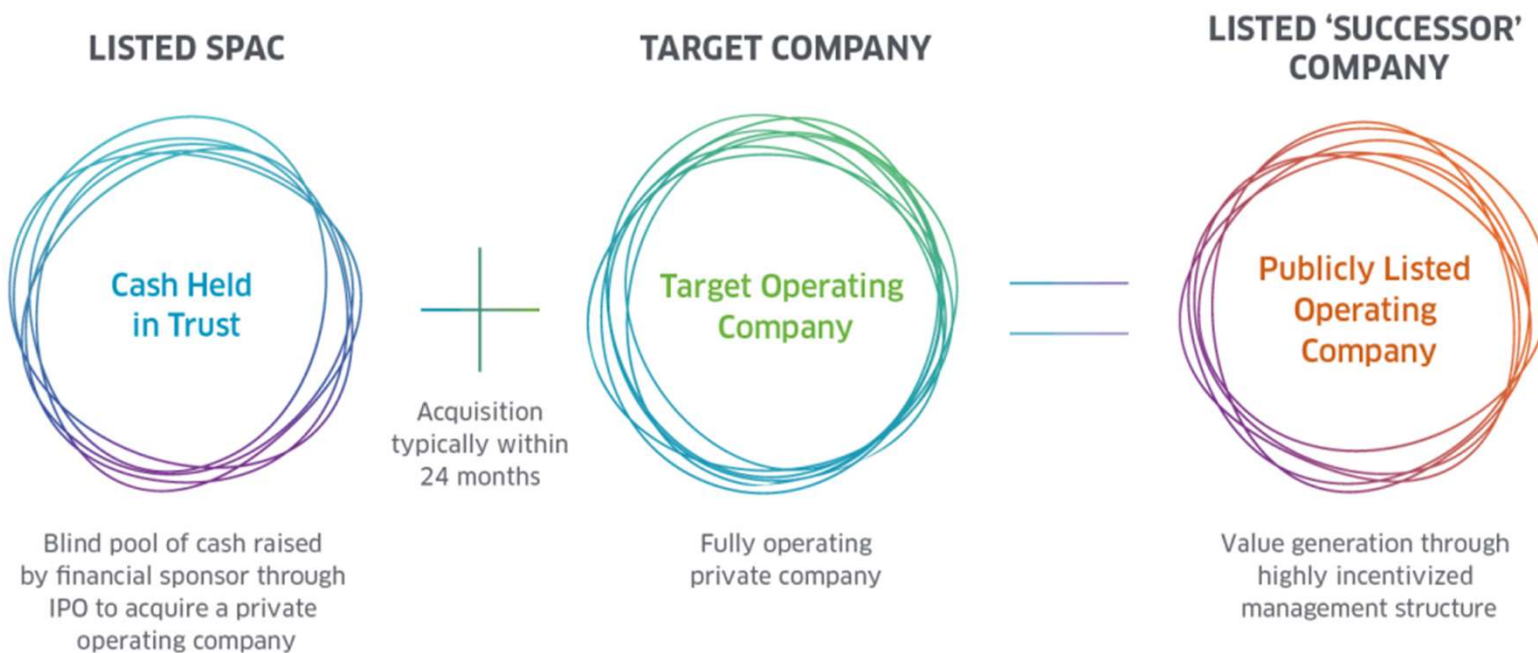 LISTED SPAC
TARGET COMPANY
LISTED ‘SUCCESSOR’
COMPANY
Cash Held
in Trust
Acquisition
typically within
24 months
Target Operating
Company
Publicly Listed
Operating
Company
Blind pool of cash raised
by financial sponsor through
IPO to acquire a private
operating company
Fully operating
private company
Value generation through
highly incentivized
management structure